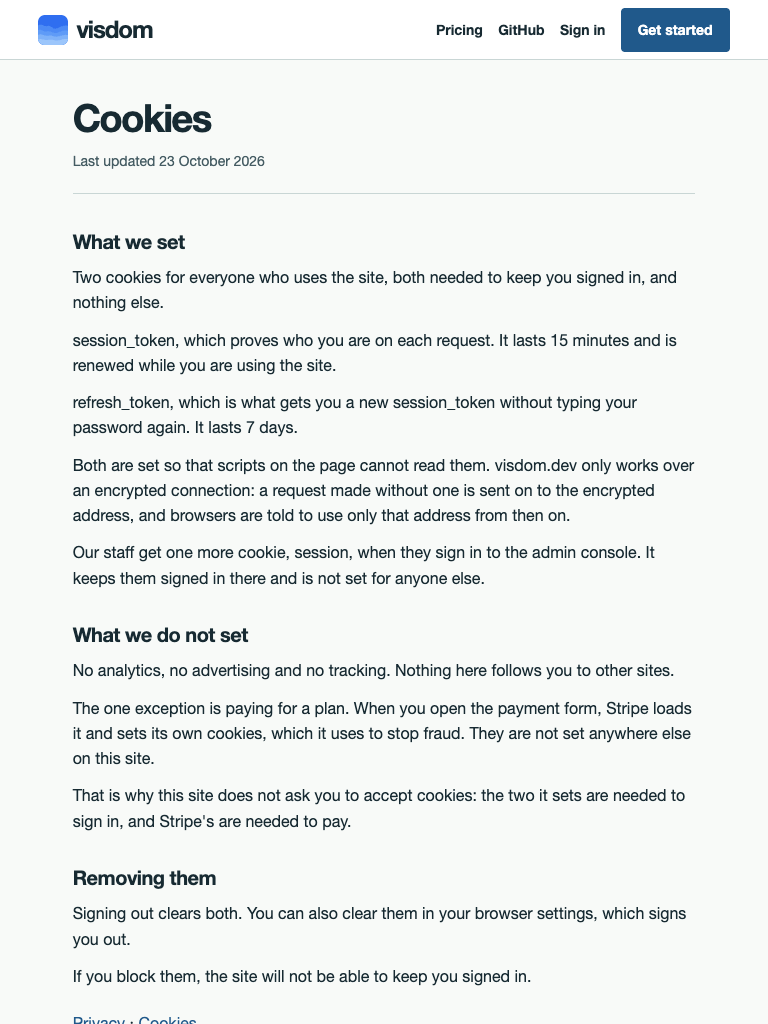 visdom
Pricing GitHub Sign in Get started
Cookies
Last updated 23 October 2026
What we set
Two cookies for everyone who uses the site, both needed to keep you signed in, and
nothing else.
session_token, which proves who you are on each request. It lasts 15 minutes and is
renewed while you are using the site.
refresh_token, which is what gets you a new session_token without typing your
password again. It lasts 7 days.
Both are set so that scripts on the page cannot read them. visdom.dev only works over
an encrypted connection: a request made without one is sent on to the encrypted
address, and browsers are told to use only that address from then on.
Our staff get one more cookie, session, when they sign in to the admin console. It
keeps them signed in there and is not set for anyone else.
What we do not set
No analytics, no advertising and no tracking. Nothing here follows you to other sites.
The one exception is paying for a plan. When you open the payment form, Stripe loads
it and sets its own cookies, which it uses to stop fraud. They are not set anywhere else
on this site.
That is why this site does not ask you to accept cookies: the two it sets are needed to
sign in, and Stripe's are needed to pay.
Removing them
Signing out clears both. You can also clear them in your browser settings, which signs
you out.
If you block them, the site will not be able to keep you signed in.
Privacy · Cookies